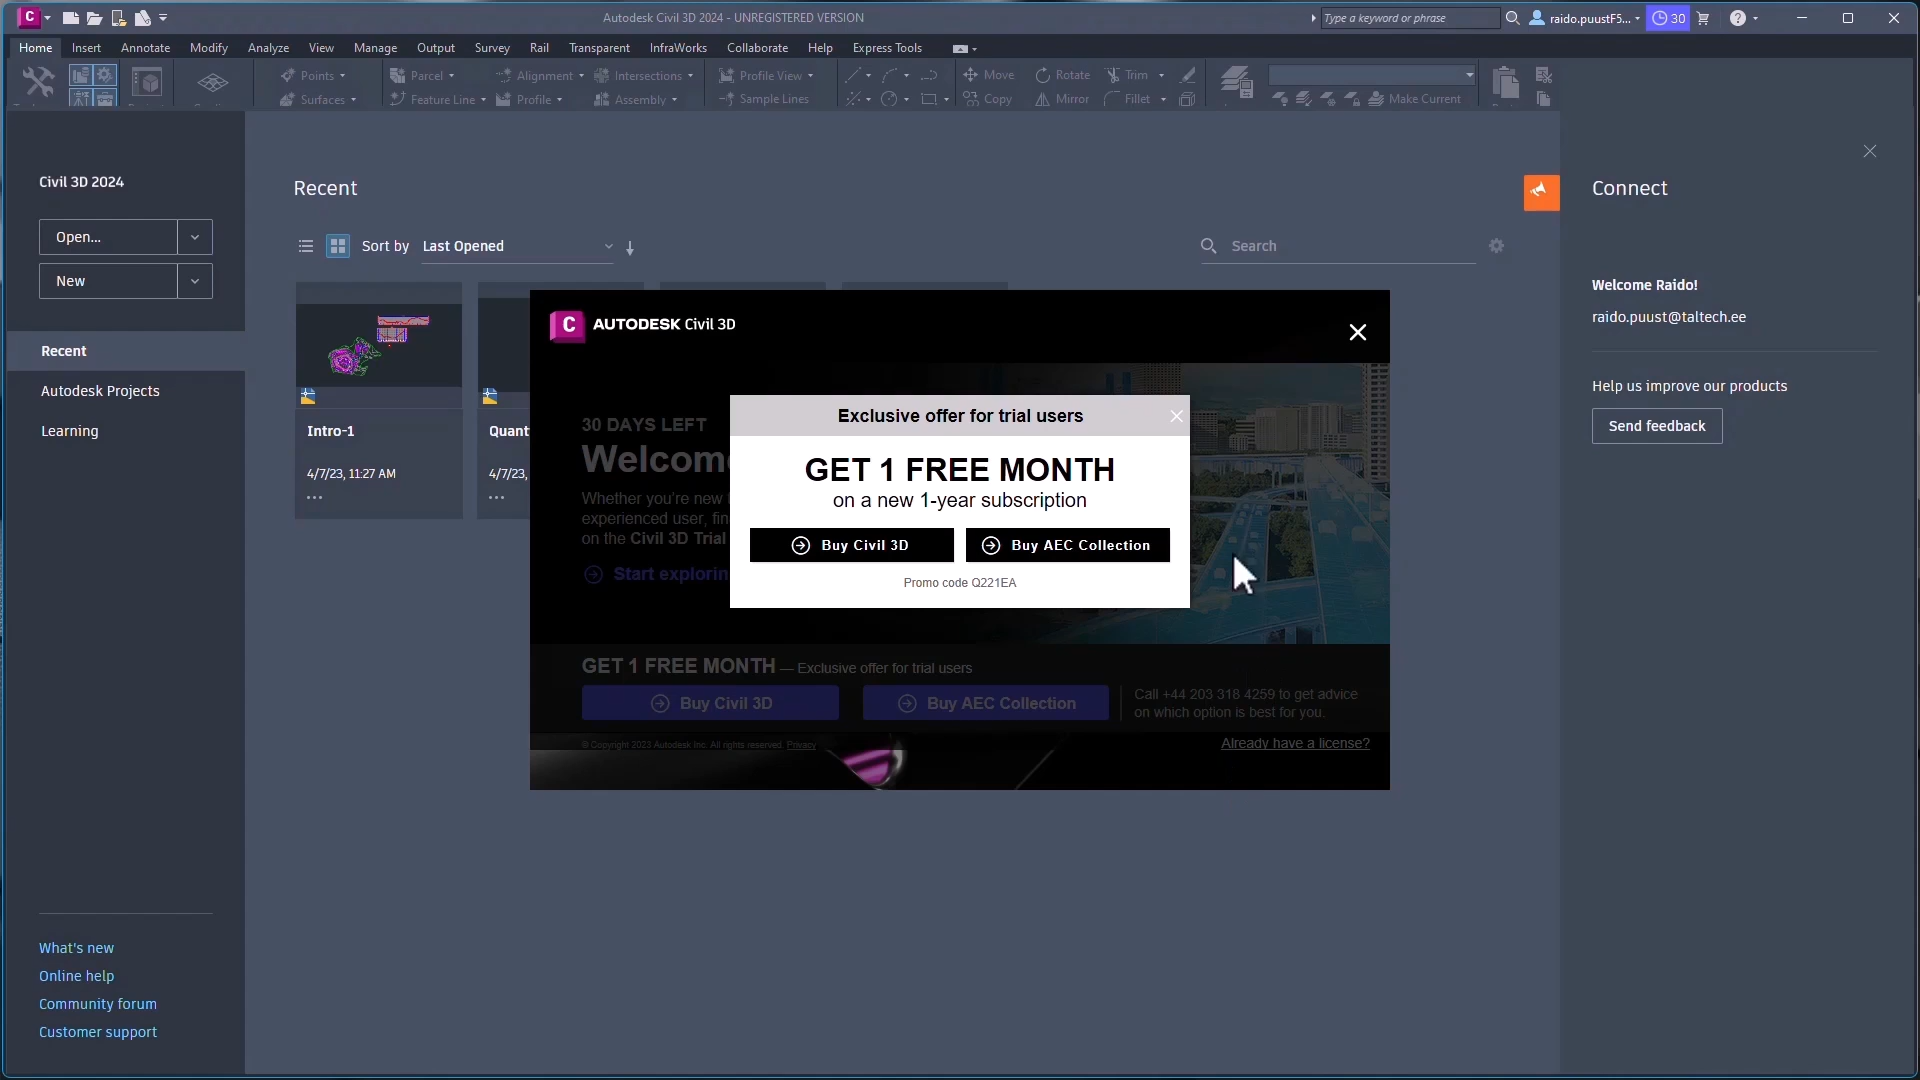 C
Autodesk Civil 3D 2024 - UNREGISTERED VERSION
Type a keyword or phrase
raido.puustF5...
30
Home Insert Annotate Modify Analyze View Manage Output Survey Rail Transparent InfraWorks Collaborate Help Express Tools
Points
Parcel
Alignment
Intersections
Profile View
Move
Rotate
Trim
Surfaces
Feature Line
Profile
Assembly
Sample Lines
Copy
Mirror
Fillet
Make Current
Civil 3D 2024
Open...
New
Recent
Autodesk Projects
Learning
What's new
Online help
Community forum
Customer support
Recent
Sort by Last Opened
Search
Intro-1
4/7/23, 11:27 AM
...
Quant
4/7/23,
...
C AUTODESK Civil 3D
30 DAYS LEFT
Welcom
Whether you're new
experienced user, fin
on the Civil 3D Trial
Start explorin
Exclusive offer for trial users
GET 1 FREE MONTH
on a new 1-year subscription
Buy Civil 3D
Buy AEC Collection
Promo code Q221EA
GET 1 FREE MONTH — Exclusive offer for trial users
Buy Civil 3D
Buy AEC Collection
Call +44 203 318 4259 to get advice
on which option is best for you.
© Copyright 2023 Autodesk Inc. All rights reserved. Privacy
Already have a license?
Connect
Welcome Raido!
raido.puust@taltech.ee
Help us improve our products
Send feedback